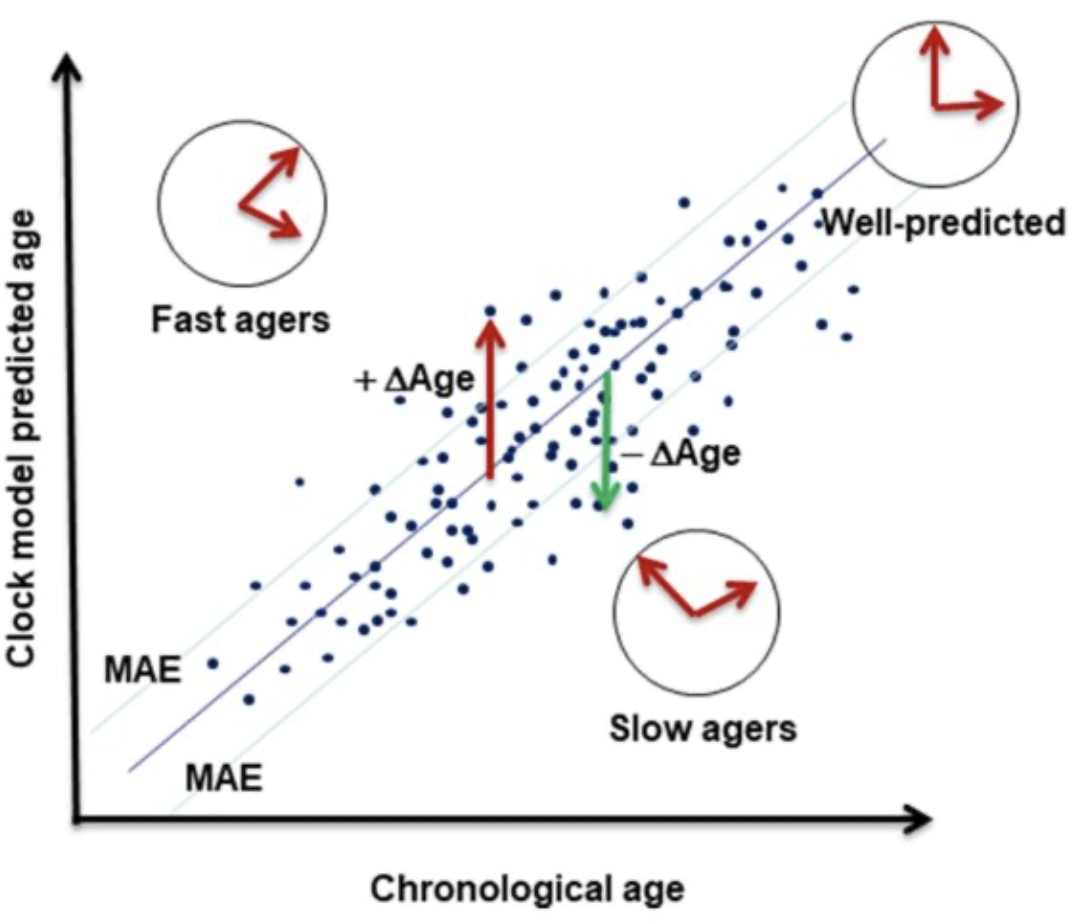 Well-predicted
Fast agers
+ ΔAge
− ΔAge
Clock model predicted age
MAE
Slow agers
MAE
Chronological age